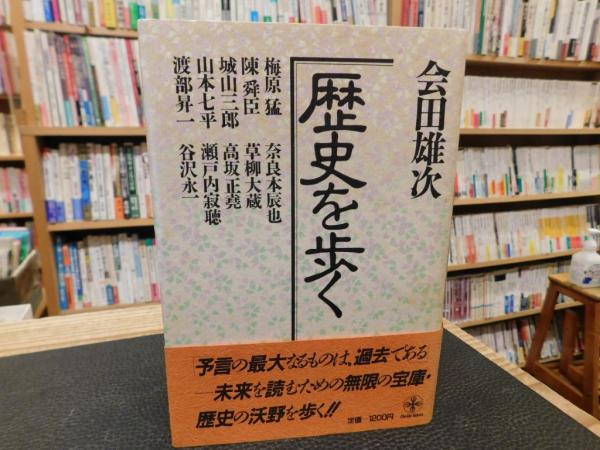 会田雄次
歴史を歩く
梅原 猛
陳 舜臣
城山三郎
山本七平
渡部昇一
奈良本辰也
草柳大蔵
高坂正堯
瀬戸内寂聴
谷沢永一
「予言の最大なるものは、過去である
——未来を読むための無限の宝庫・
歴史の沃野を歩く!!
定価 1200円